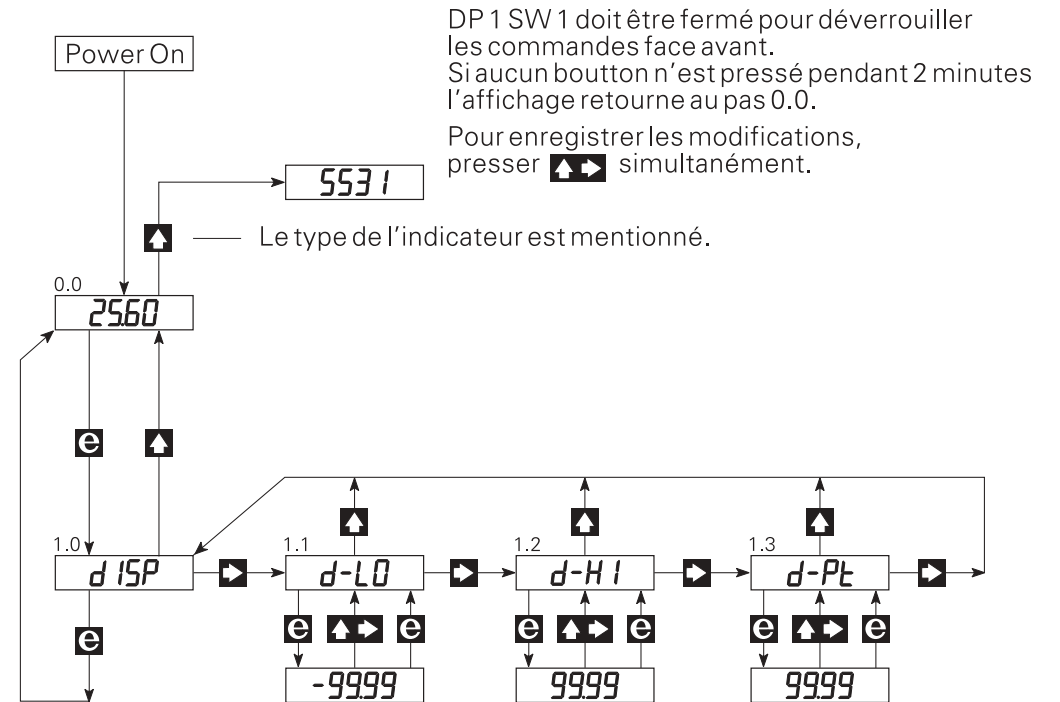 DP 1 SW 1 doit être fermé pour déverrouiller
les commandes face avant.
Si aucun boutton n'est pressé pendant 2 minutes
l'affichage retourne au pas 0.0.
Pour enregistrer les modifications,
presser simultanément.
Power On
5531
Le type de l'indicateur est mentionné.
0.0
25.60
e
1.0 1.1 1.2 1.3
dISP d-LO d-HI d-Pt
e e e e e e e
-99.99 99.99 99.99